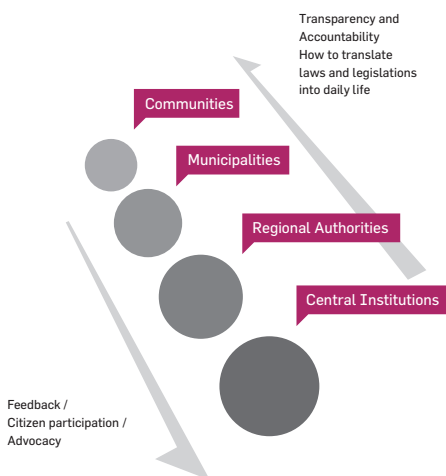 Transparency and
Accountability
How to translate
laws and legislations
into daily life
Communities
Municipalities
Regional Authorities
Central Institutions
Feedback /
Citizen participation /
Advocacy